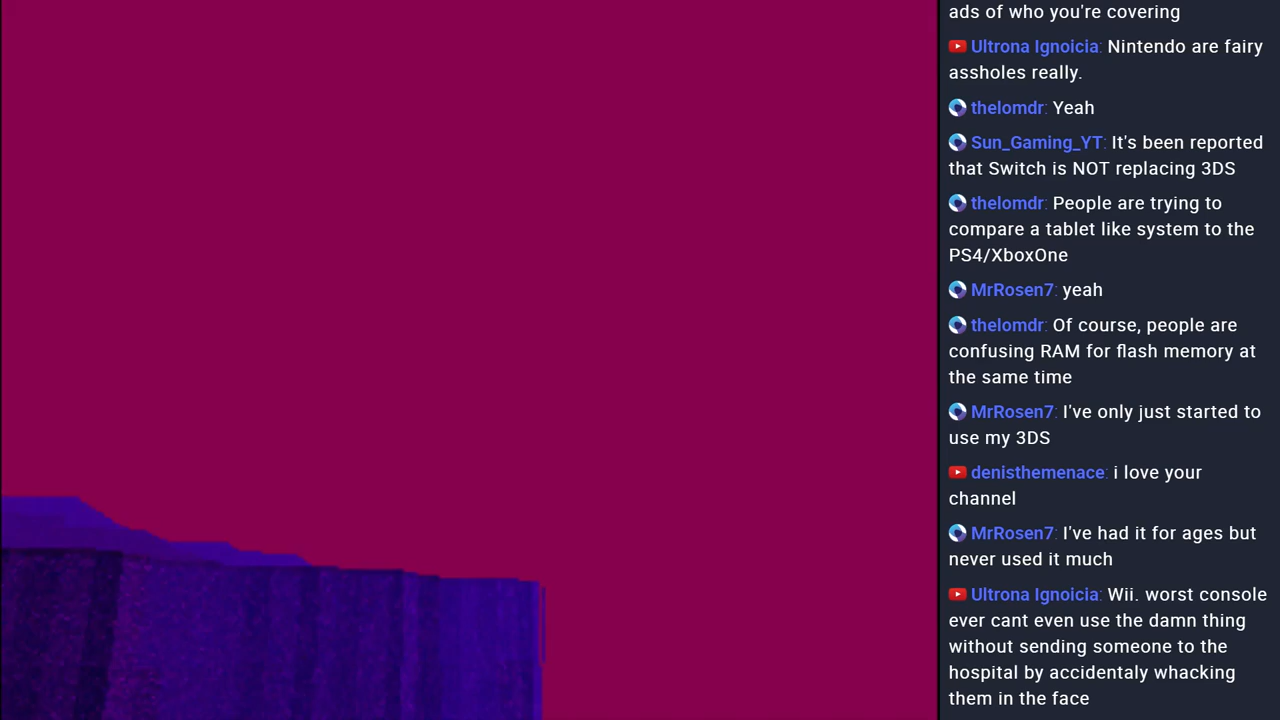 ads of who you're covering
Ultrona Ignoicia: Nintendo are fairy
assholes really.
thelomdr: Yeah
Sun_Gaming_YT: It's been reported
that Switch is NOT replacing 3DS
thelomdr: People are trying to
compare a tablet like system to the
PS4/XboxOne
MrRosen7: yeah
thelomdr: Of course, people are
confusing RAM for flash memory at
the same time
MrRosen7: I've only just started to
use my 3DS
denisthemenace: i love your
channel
MrRosen7: I've had it for ages but
never used it much
Ultrona Ignoicia: Wii. worst console
ever cant even use the damn thing
without sending someone to the
hospital by accidentaly whacking
them in the face